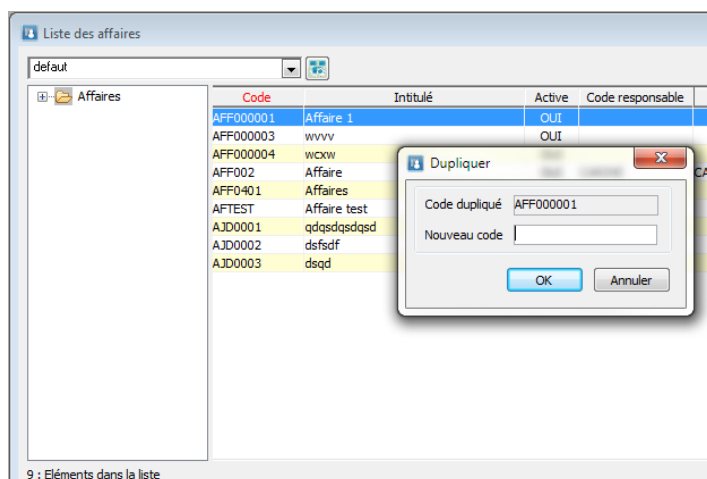 Liste des affaires
defaut
Affaires
Code Intitulé Active Code responsable
AFF000001 Affaire 1 OUI
AFF000003 wvvv OUI
AFF000004 wcxw
AFF002 Affaire CA
AFF0401 Affaires
AFTEST Affaire test
AJD0001 qdqsdqsdqsd
AJD0002 dsfsdf
AJD0003 dsqd
Dupliquer
Code dupliqué AFF000001
Nouveau code
OK Annuler
9 : Eléments dans la liste